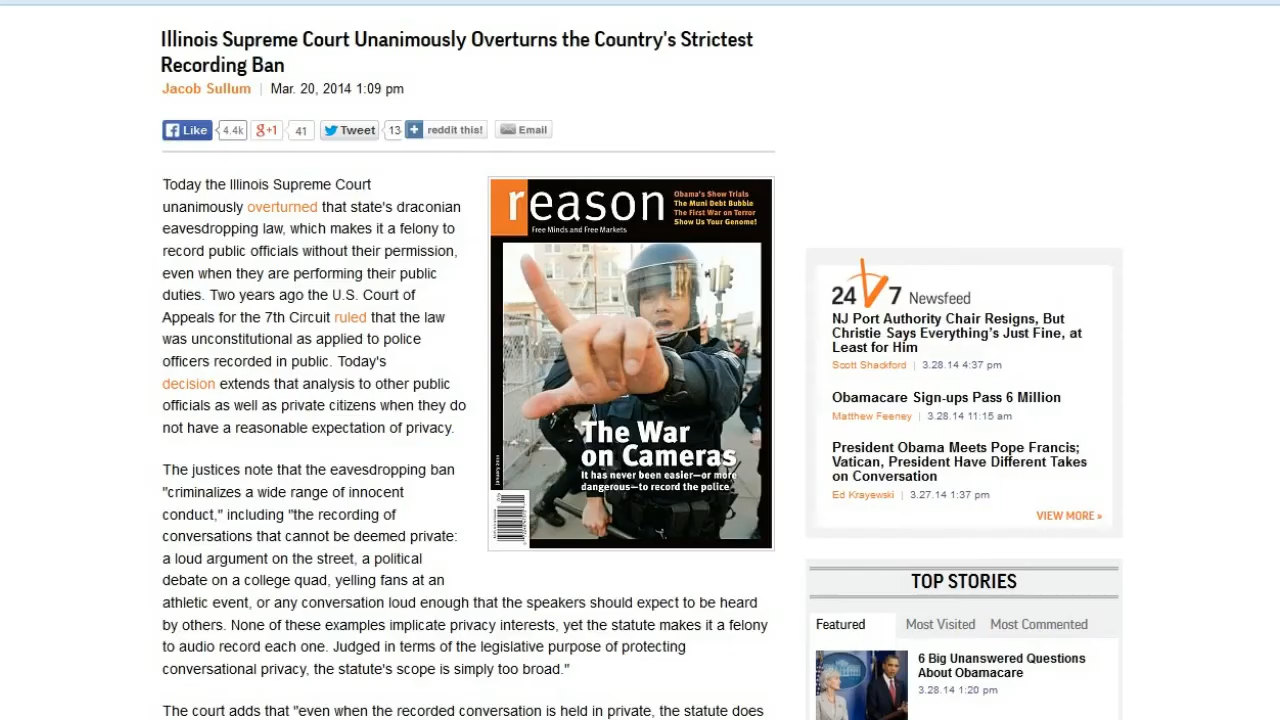 Illinois Supreme Court Unanimously Overturns the Country's Strictest
Recording Ban
Jacob Sullum | Mar. 20, 2014 1:09 pm
Like 4.4k g+1 41 Tweet 13 reddit this! Email
Today the Illinois Supreme Court
unanimously overturned that state's draconian
eavesdropping law, which makes it a felony to
record public officials without their permission,
even when they are performing their public
duties. Two years ago the U.S. Court of
Appeals for the 7th Circuit ruled that the law
was unconstitutional as applied to police
officers recorded in public. Today's
decision extends that analysis to other public
officials as well as private citizens when they do
not have a reasonable expectation of privacy.
The justices note that the eavesdropping ban
"criminalizes a wide range of innocent
conduct," including "the recording of
conversations that cannot be deemed private:
a loud argument on the street, a political
debate on a college quad, yelling fans at an
athletic event, or any conversation loud enough that the speakers should expect to be heard
by others. None of these examples implicate privacy interests, yet the statute makes it a felony
to audio record each one. Judged in terms of the legislative purpose of protecting
conversational privacy, the statute's scope is simply too broad."
The court adds that "even when the recorded conversation is held in private, the statute does
reason
Free Minds and Free Markets
Obama's Show Trials
The Muni Debt Bubble
The First War on Terror
Show Us Your Genome!
The War
on Cameras
It has never been easier—or more
dangerous—to record the police
24 7 Newsfeed
NJ Port Authority Chair Resigns, But
Christie Says Everything's Just Fine, at
Least for Him
Scott Shackford | 3.28.14 4:37 pm
Obamacare Sign-ups Pass 6 Million
Matthew Feeney | 3.28.14 11:15 am
President Obama Meets Pope Francis;
Vatican, President Have Different Takes
on Conversation
Ed Krayewski | 3.27.14 1:37 pm
VIEW MORE »
TOP STORIES
Featured Most Visited Most Commented
6 Big Unanswered Questions
About Obamacare
3.28.14 1:20 pm